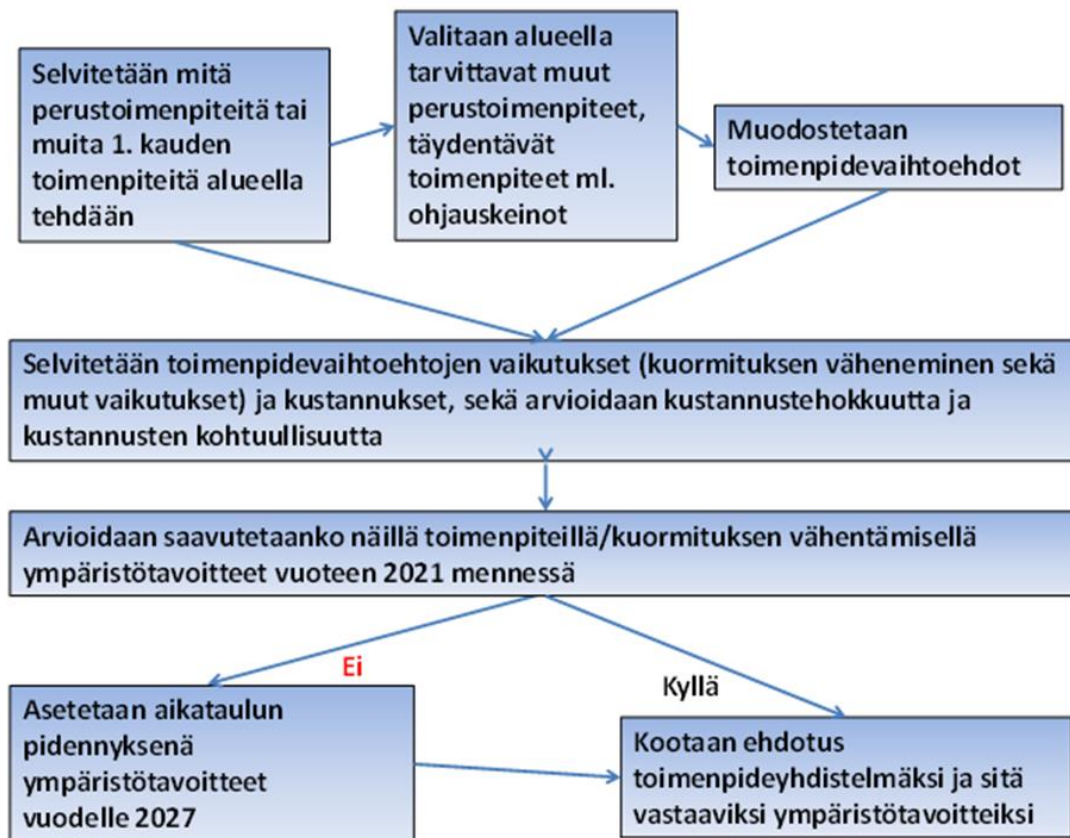 Selvitetään mitä
perustoimenpiteitä tai
muita 1. kauden
toimenpiteitä alueella
tehdään
Valitaan alueella
tarvittavat muut
perustoimenpiteet,
täydentävät
toimenpiteet ml.
ohjauskeinot
Muodostetaan
toimenpidevaihtoehdot
Selvitetään toimenpidevaihtoehtojen vaikutukset (kuormituksen väheneminen sekä
muut vaikutukset) ja kustannukset, sekä arvioidaan kustannustehokkuutta ja
kustannusten kohtuullisuutta
Arvioidaan saavutetaanko näillä toimenpiteillä/kuormituksen vähentämisellä
ympäristötavoitteet vuoteen 2021 mennessä
Ei
Kyllä
Asetetaan aikataulun
pidennyksenä
ympäristötavoitteet
vuodelle 2027
Kootaan ehdotus
toimenpideyhdistelmäksi ja sitä
vastaaviksi ympäristötavoitteiksi